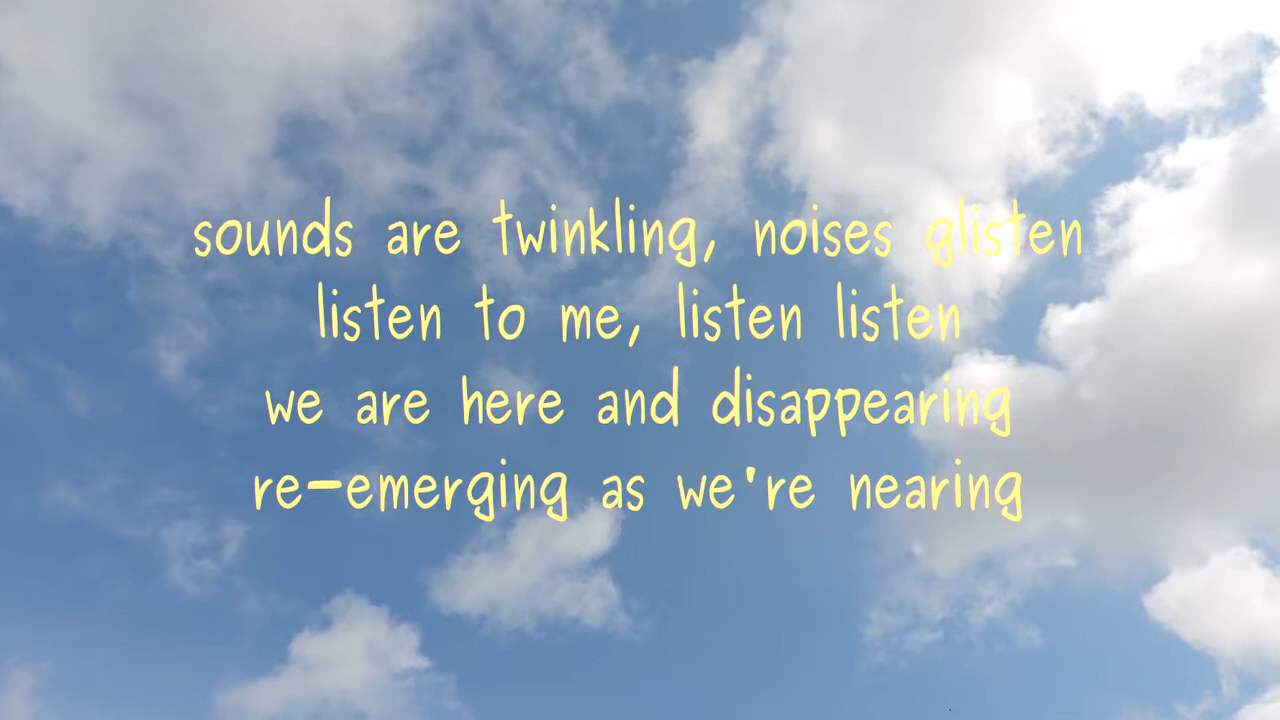 sounds are twinkling, noises glisten
listen to me, listen listen
we are here and disappearing
re-emerging as we're nearing